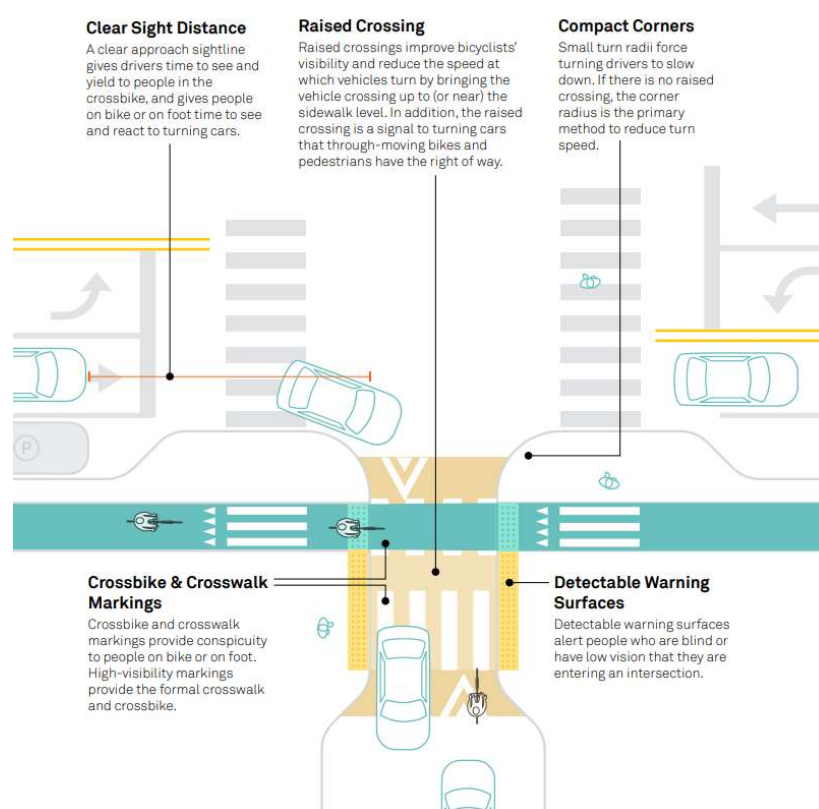 Clear Sight Distance
A clear approach sightline
gives drivers time to see and
yield to people in the
crossbike, and gives people
on bike or on foot time to see
and react to turning cars.
Raised Crossing
Raised crossings improve bicyclists'
visibility and reduce the speed at
which vehicles turn by bringing the
vehicle crossing up to (or near) the
sidewalk level. In addition, the raised
crossing is a signal to turning cars
that through-moving bikes and
pedestrians have the right of way.
Compact Corners
Small turn radii force
turning drivers to slow
down. If there is no raised
crossing, the corner
radius is the primary
method to reduce turn
speed.
P
Crossbike & Crosswalk
Markings
Crossbike and crosswalk
markings provide conspicuity
to people on bike or on foot.
High-visibility markings
provide the formal crosswalk
and crossbike.
Detectable Warning
Surfaces
Detectable warning surfaces
alert people who are blind or
have low vision that they are
entering an intersection.